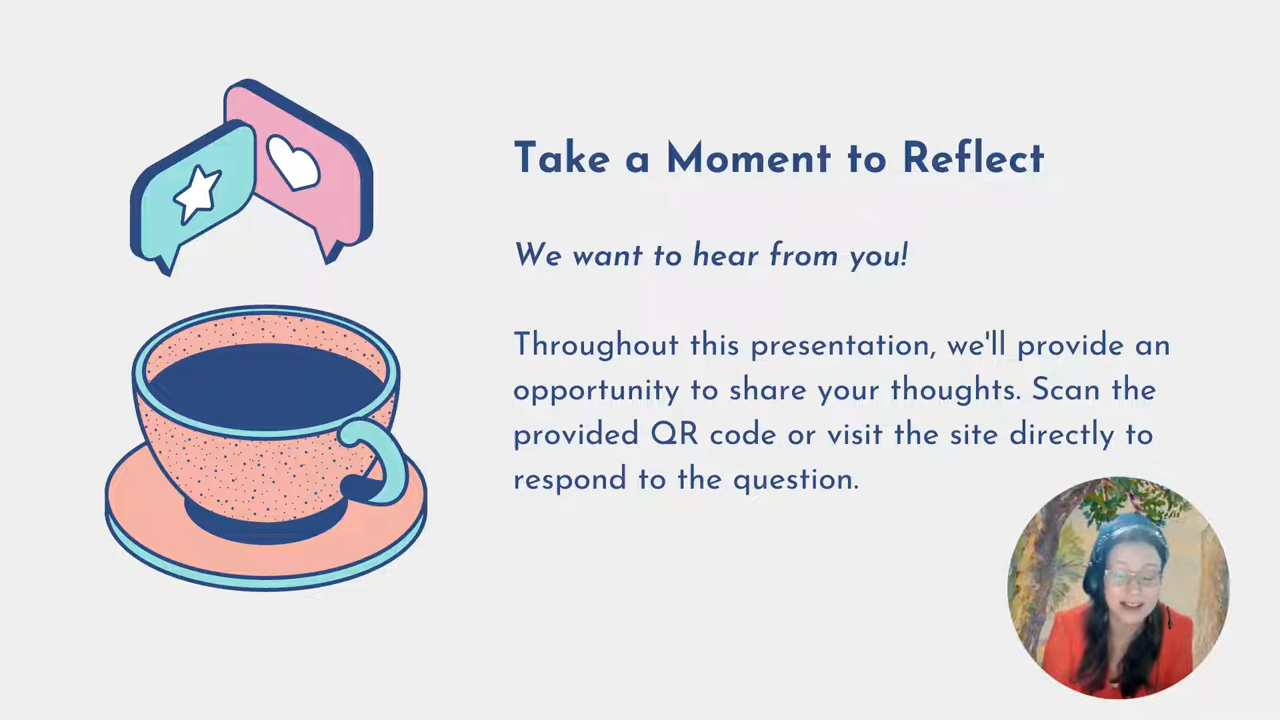 Take a Moment to Reflect
We want to hear from you!
Throughout this presentation, we'll provide an
opportunity to share your thoughts. Scan the
provided QR code or visit the site directly to
respond to the question.